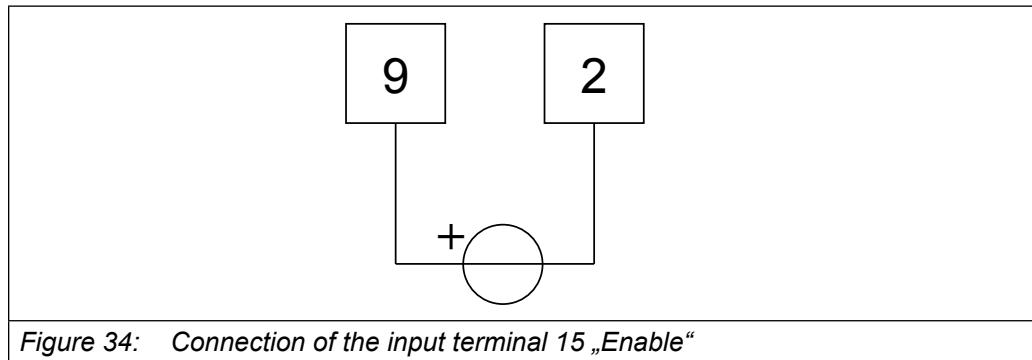 9 2
+
Figure 34: Connection of the input terminal 15 „Enable“